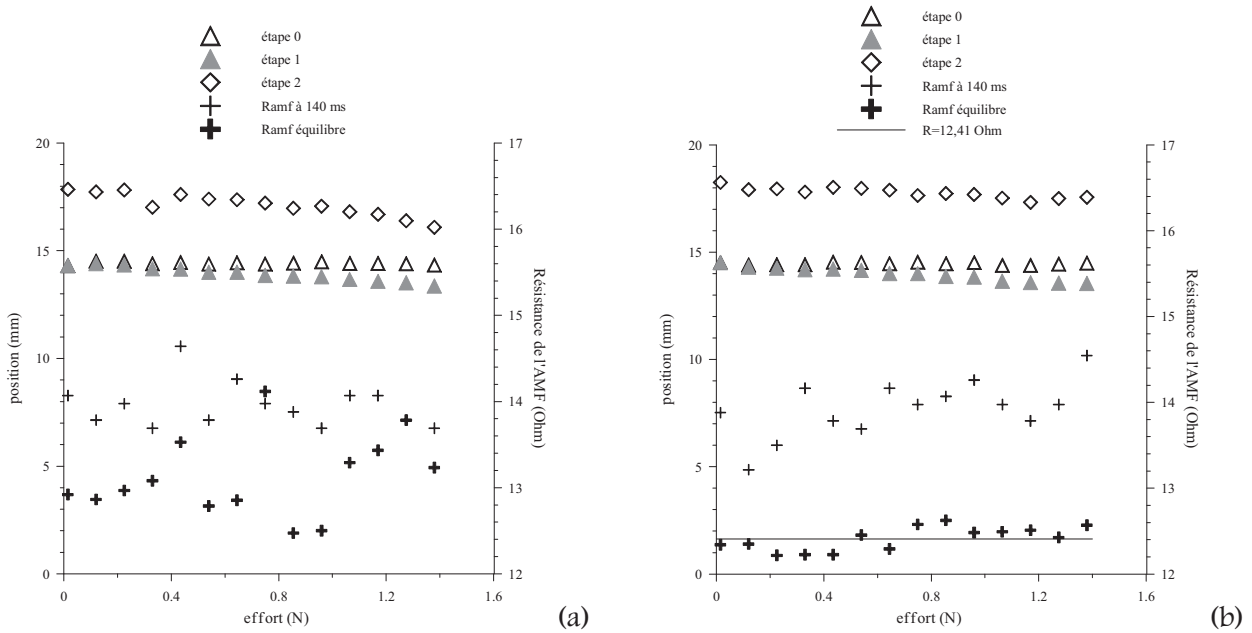 étape 0
étape 1
étape 2
Ramf à 140 ms
Ramf équilibre
20
15
10
5
0
position (mm)
17
16
15
14
13
12
Résistance de l'AMF (Ohm)
0
0.4
0.8
1.2
1.6
effort (N)
(a)
étape 0
étape 1
étape 2
Ramf à 140 ms
Ramf équilibre
R=12,41 Ohm
20
15
10
5
0
position (mm)
17
16
15
14
13
12
Résistance de l'AMF (Ohm)
0
0.4
0.8
1.2
1.6
effort (N)
(b)